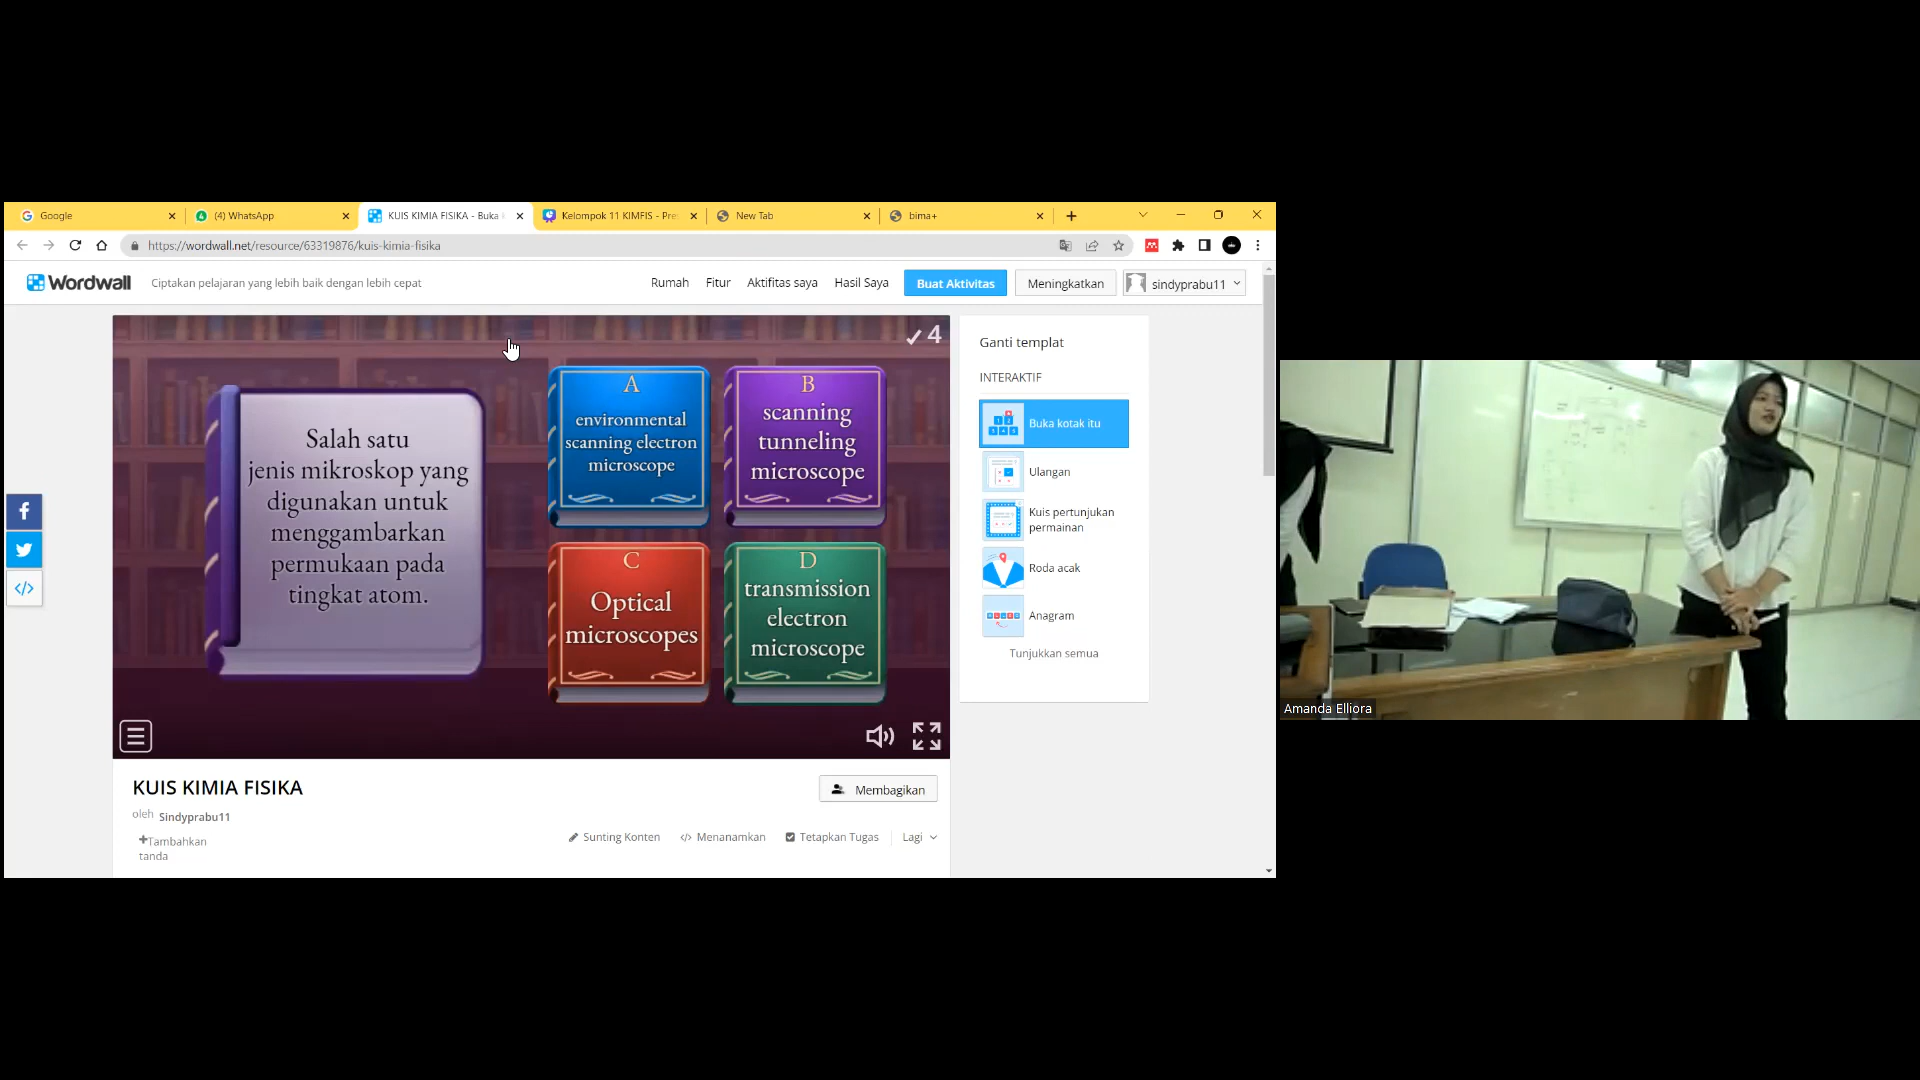 Google
(4) WhatsApp
KUIS KIMIA FISIKA - Buka
Kelompok 11 KIMFIS - Pre
New Tab
bima+
https://wordwall.net/resource/63319876/kuis-kimia-fisika
Wordwall
Ciptakan pelajaran yang lebih baik dengan lebih cepat
Rumah
Fitur
Aktifitas saya
Hasil Saya
Buat Aktivitas
Meningkatkan
sindyprabu11
4
Salah satu
jenis mikroskop yang
digunakan untuk
menggambarkan
permukaan pada
tingkat atom.
A
environmental
scanning electron
microscope
B
scanning
tunneling
microscope
C
Optical
microscopes
D
transmission
electron
microscope
Ganti templat
INTERAKTIF
Buka kotak itu
Ulangan
Kuis pertunjukan
permainan
Roda acak
Anagram
Tunjukkan semua
KUIS KIMIA FISIKA
oleh Sindyprabu11
Tambahkan
tanda
Membagikan
Sunting Konten
Menanamkan
Tetapkan Tugas
Lagi
Amanda Elliora